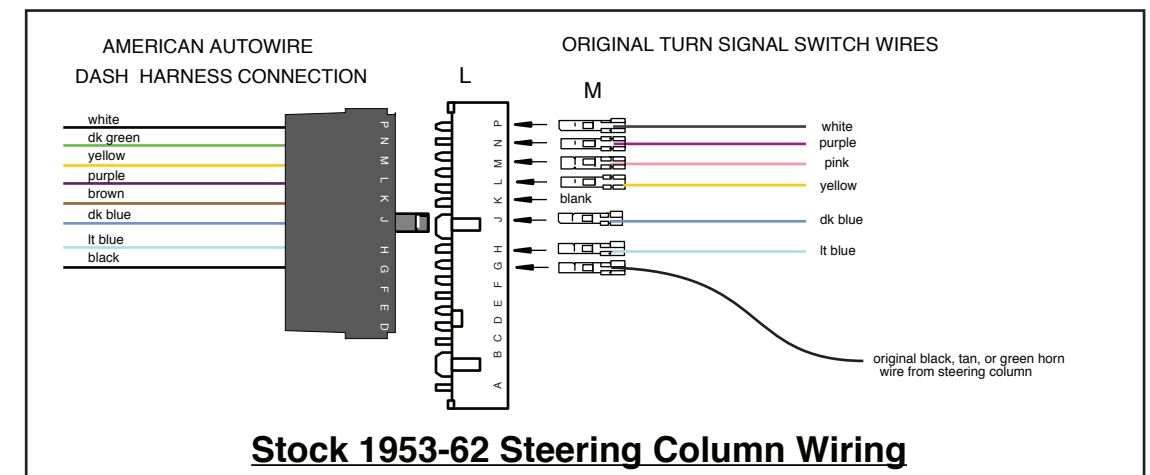 AMERICAN AUTOWIRE
DASH HARNESS CONNECTION
ORIGINAL TURN SIGNAL SWITCH WIRES
L
M
white
dk green
yellow
purple
brown
dk blue
lt blue
black
P
N
M
L
K
J
H
G
F
E
D
P
N
M
L
K
J
H
G
F
E
D
C
B
A
white
purple
pink
yellow
blank
dk blue
lt blue
original black, tan, or green horn
wire from steering column
Stock 1953-62 Steering Column Wiring